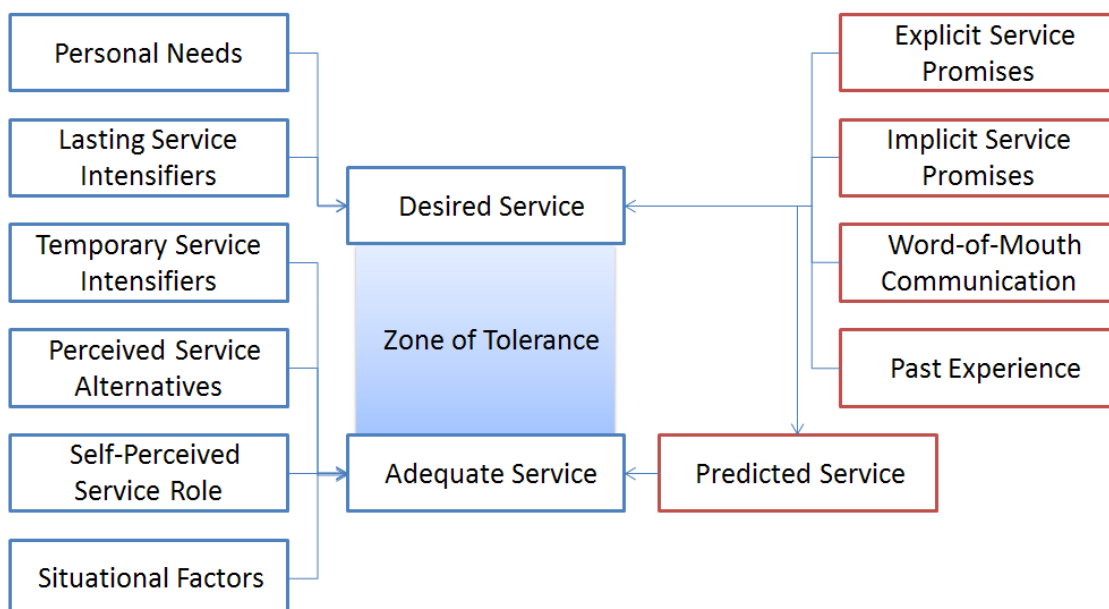 Personal Needs
Lasting Service
Intensifiers
Temporary Service
Intensifiers
Perceived Service
Alternatives
Self-Perceived
Service Role
Situational Factors
Desired Service
Zone of Tolerance
Adequate Service
Predicted Service
Explicit Service
Promises
Implicit Service
Promises
Word-of-Mouth
Communication
Past Experience